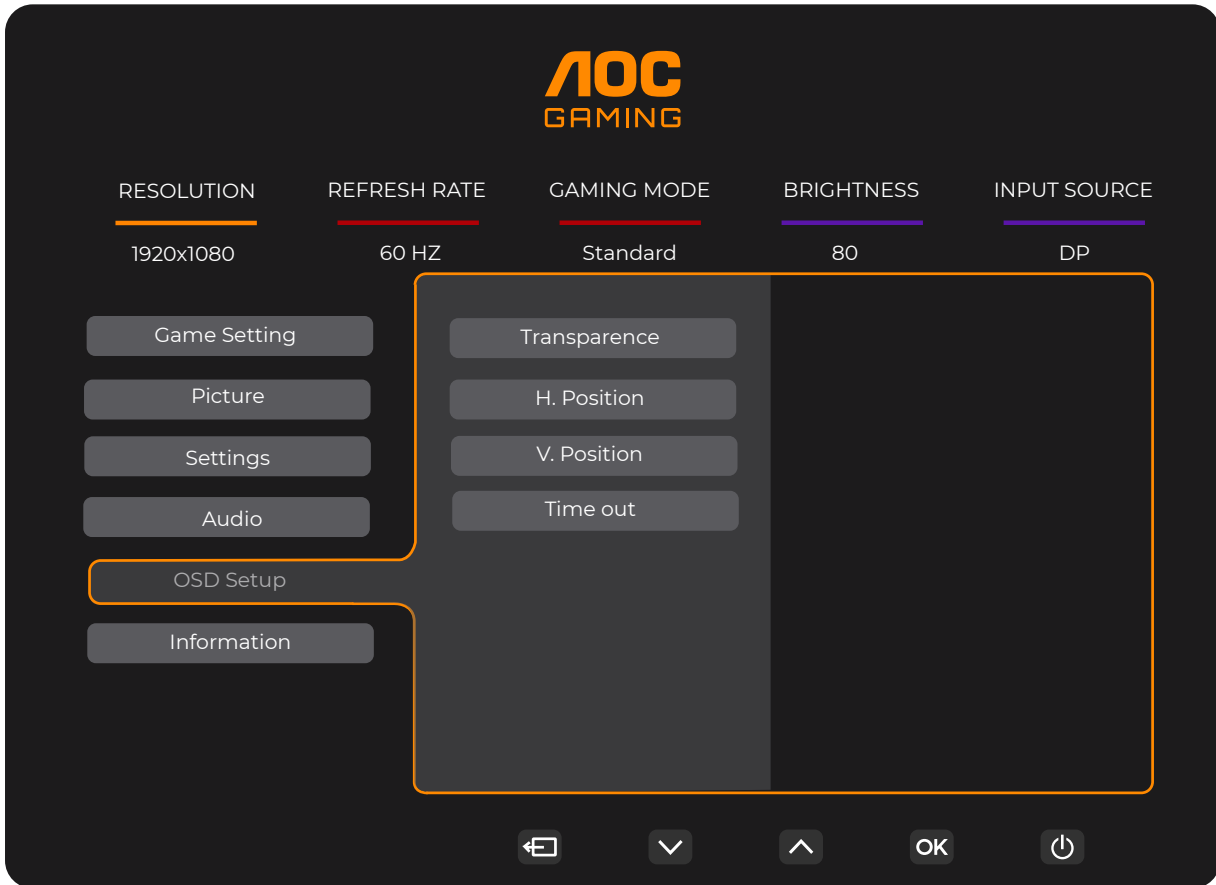 AOC
GAMING
RESOLUTION REFRESH RATE GAMING MODE BRIGHTNESS INPUT SOURCE
1920x1080 60 HZ Standard 80 DP
Game Setting
Transparence
Picture
H. Position
Settings
V. Position
Audio
Time out
OSD Setup
Information
OK